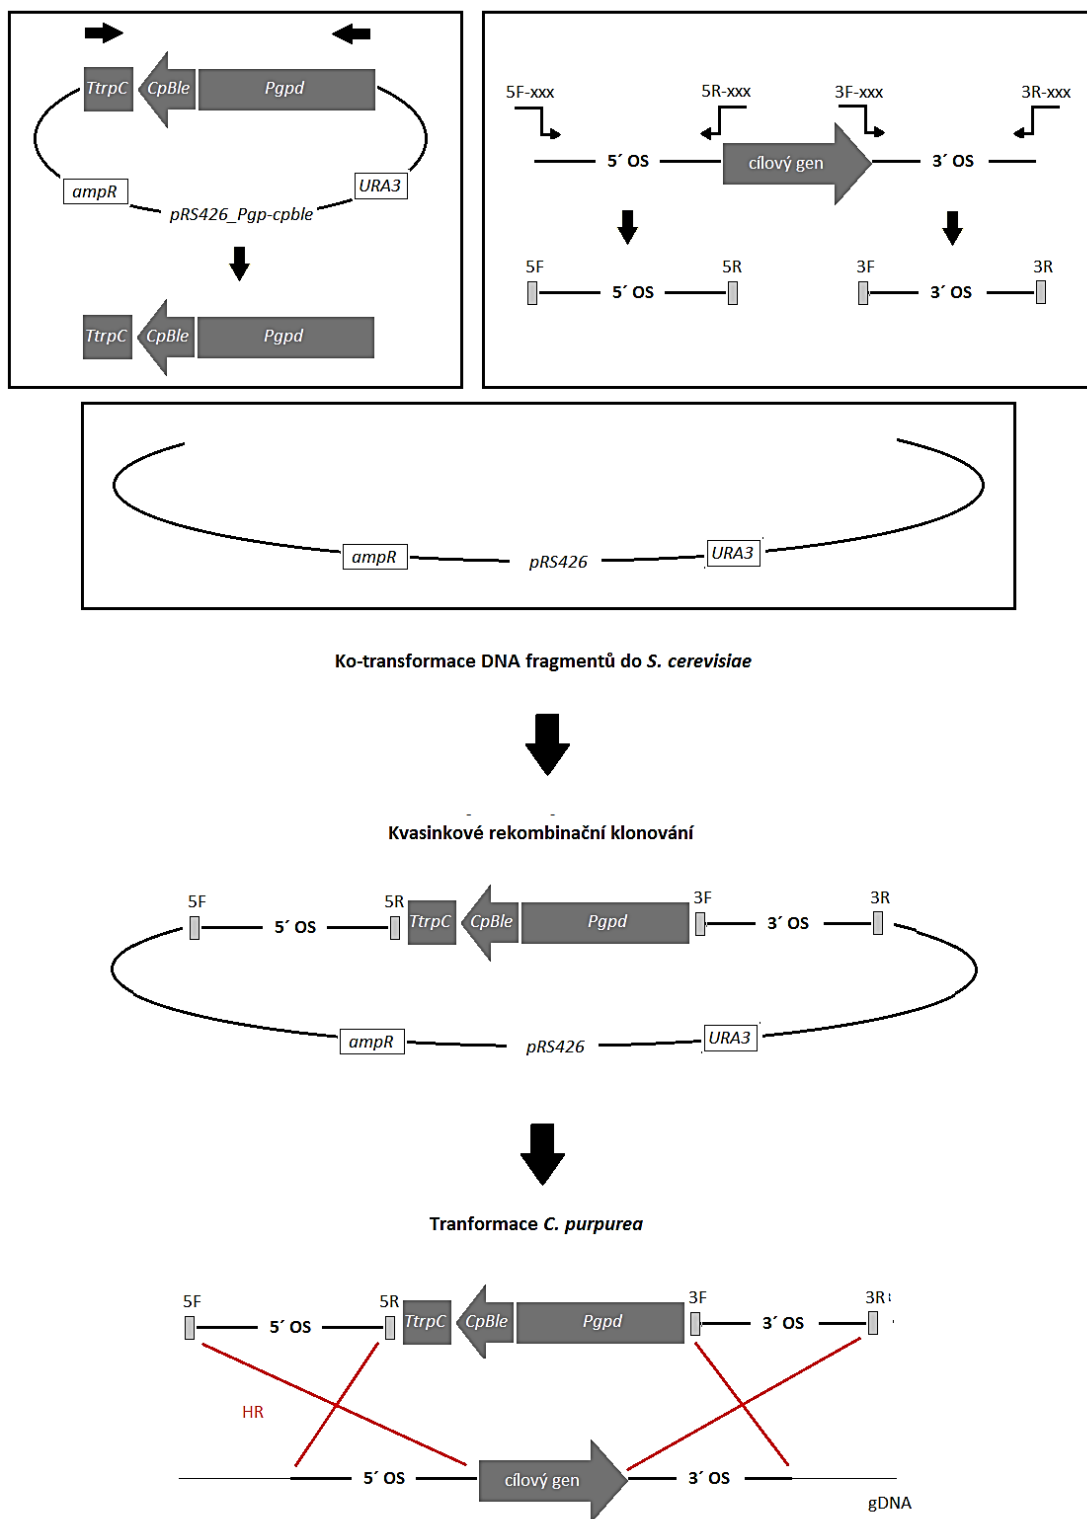 TtrpC CpBle Pgpd
ampR URA3
pRS426_Pgp-cpble
TtrpC CpBle Pgpd
5F-xxx 5R-xxx 3F-xxx 3R-xxx
5´ OS cílový gen 3´ OS
5F 5R 3F 3R
5´ OS 3´ OS
ampR pRS426 URA3
Ko-transformace DNA fragmentů do S. cerevisiae
Kvasinkové rekombinační klonování
5F 5R 3F 3R
5´ OS TtrpC CpBle Pgpd 3´ OS
ampR pRS426 URA3
Tranformace C. purpurea
5F 5R 3F 3R
5´ OS TtrpC CpBle Pgpd 3´ OS
HR
5´ OS cílový gen 3´ OS
gDNA